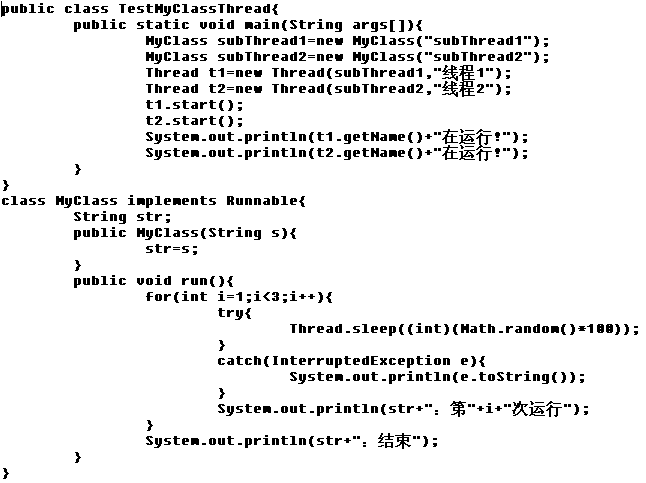 public class TestMyClassThread{
        public static void main(String args[]){
                MyClass subThread1=new MyClass("subThread1");
                MyClass subThread2=new MyClass("subThread2");
                Thread t1=new Thread(subThread1,"线程1");
                Thread t2=new Thread(subThread2,"线程2");
                t1.start();
                t2.start();
                System.out.println(t1.getName()+"在运行!");
                System.out.println(t2.getName()+"在运行!");
        }
}
class MyClass implements Runnable{
        String str;
        public MyClass(String s){
                str=s;
        }
        public void run(){
                for(int i=1;i<3;i++){
                        try{
                                Thread.sleep((int)(Math.random()*100));
                        }
                        catch(InterruptedException e){
                                System.out.println(e.toString());
                        }
                        System.out.println(str+"：第"+i+"次运行");
                }
                System.out.println(str+"：结束");
        }
}